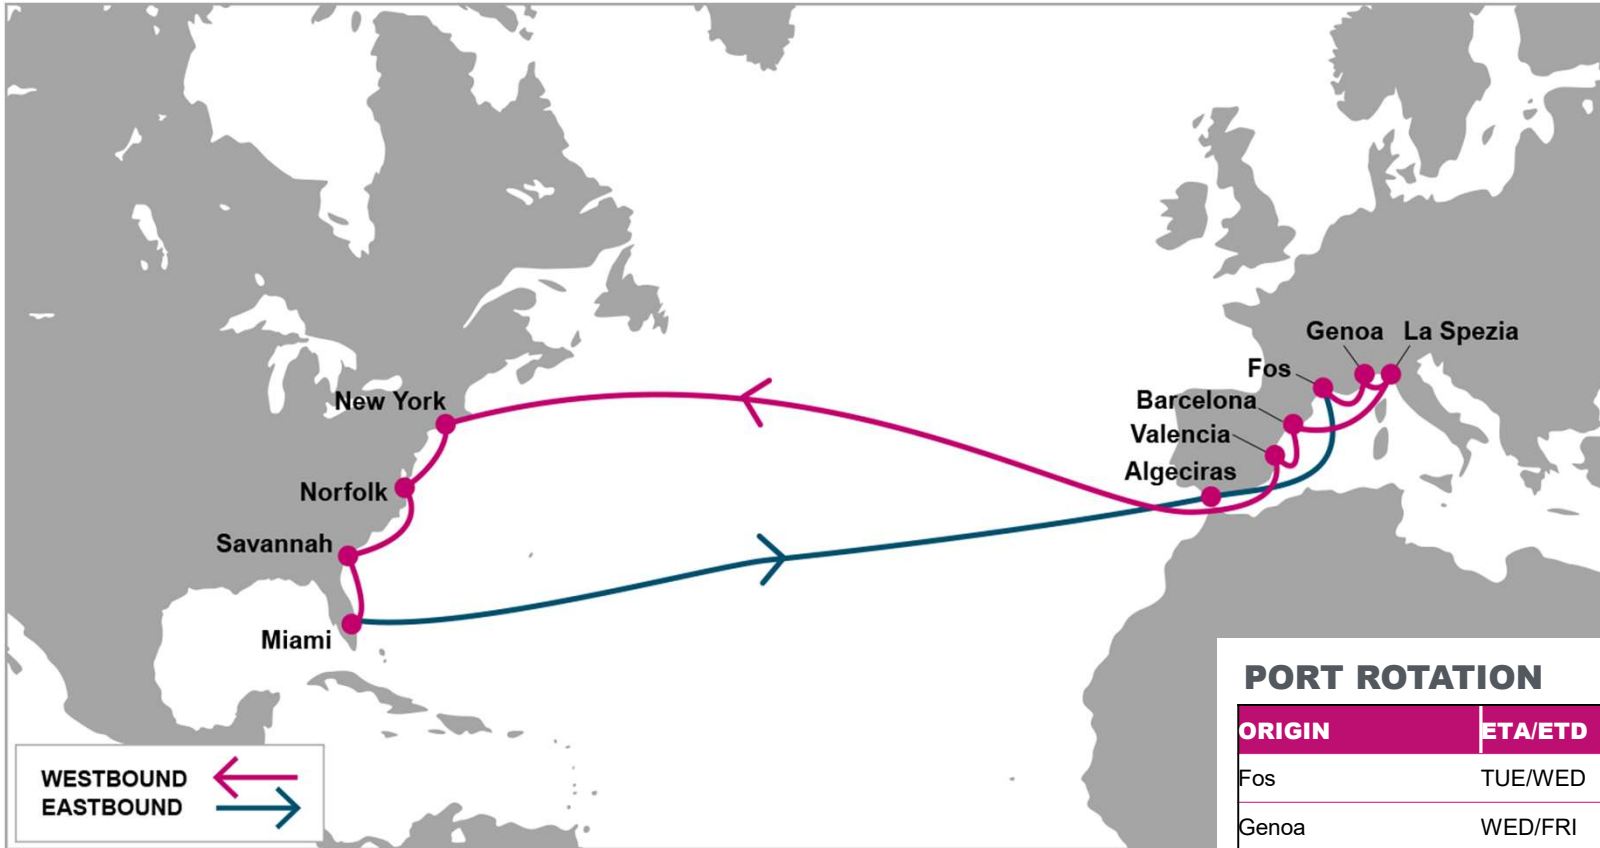 Genoa La Spezia
Fos
Barcelona
Valencia
Algeciras
New York
Norfolk
Savannah
Miami
WESTBOUND
EASTBOUND
PORT ROTATION
ORIGIN ETA/ETD
Fos TUE/WED
Genoa WED/FRI